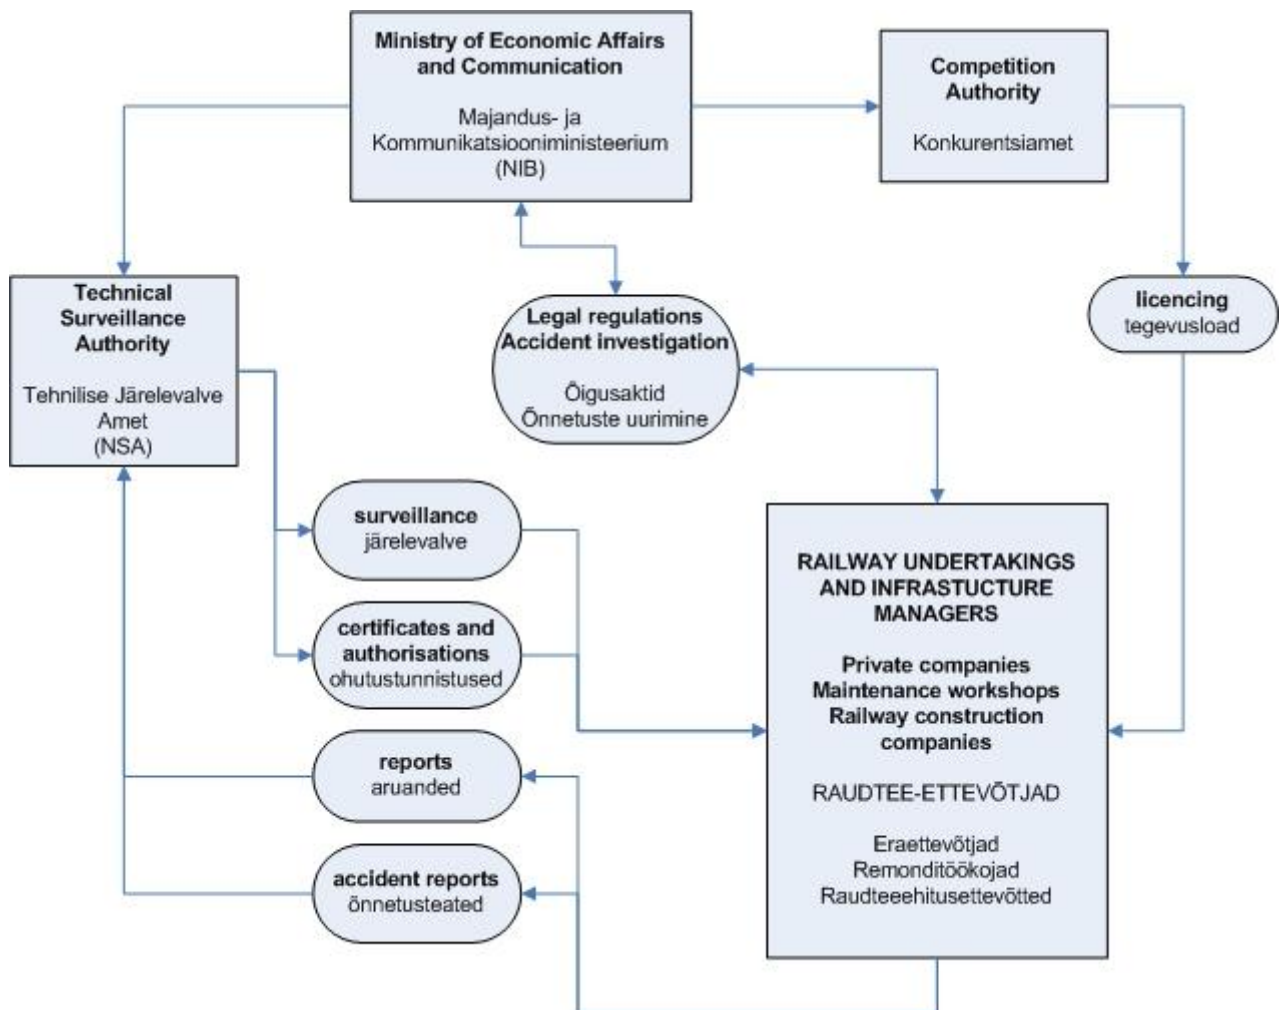 Ministry of Economic Affairs
and Communication
Majandus- ja
Kommunikatsiooniministeerium
(NIB)
Competition
Authority
Konkurentsiamet
Technical
Surveillance
Authority
Tehnilise Järelevalve
Amet
(NSA)
Legal regulations
Accident investigation
Õigusaktid
Õnnetuste uurimine
licencing
tegevusload
surveillance
järelevalve
certificates and
authorisations
ohutustunnistused
reports
aruanded
accident reports
õnnetusteated
RAILWAY UNDERTAKINGS
AND INFRASTUCTURE
MANAGERS
Private companies
Maintenance workshops
Railway construction
companies
RAUDTEE-ETTEVÕTJAD
Eraettevõtjad
Remonditöökojad
Raudteeehitusettevõtted